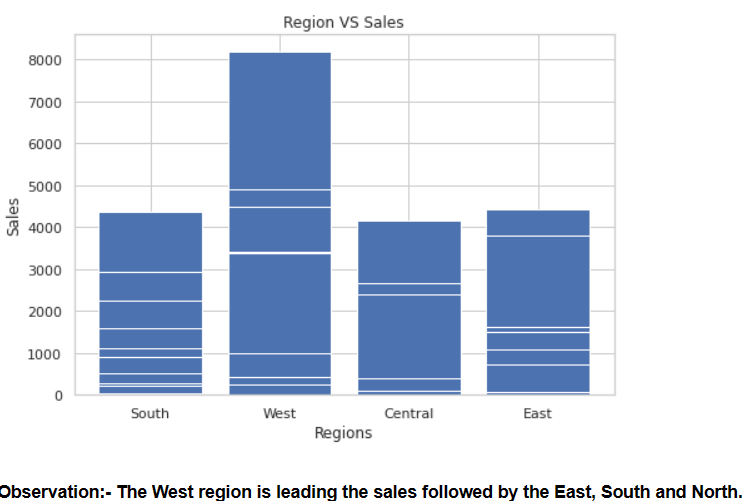 Region VS Sales
8000
7000
6000
5000
4000
3000
2000
1000
0
Sales
South West Central East
Regions
Observation:- The West region is leading the sales followed by the East, South and North.